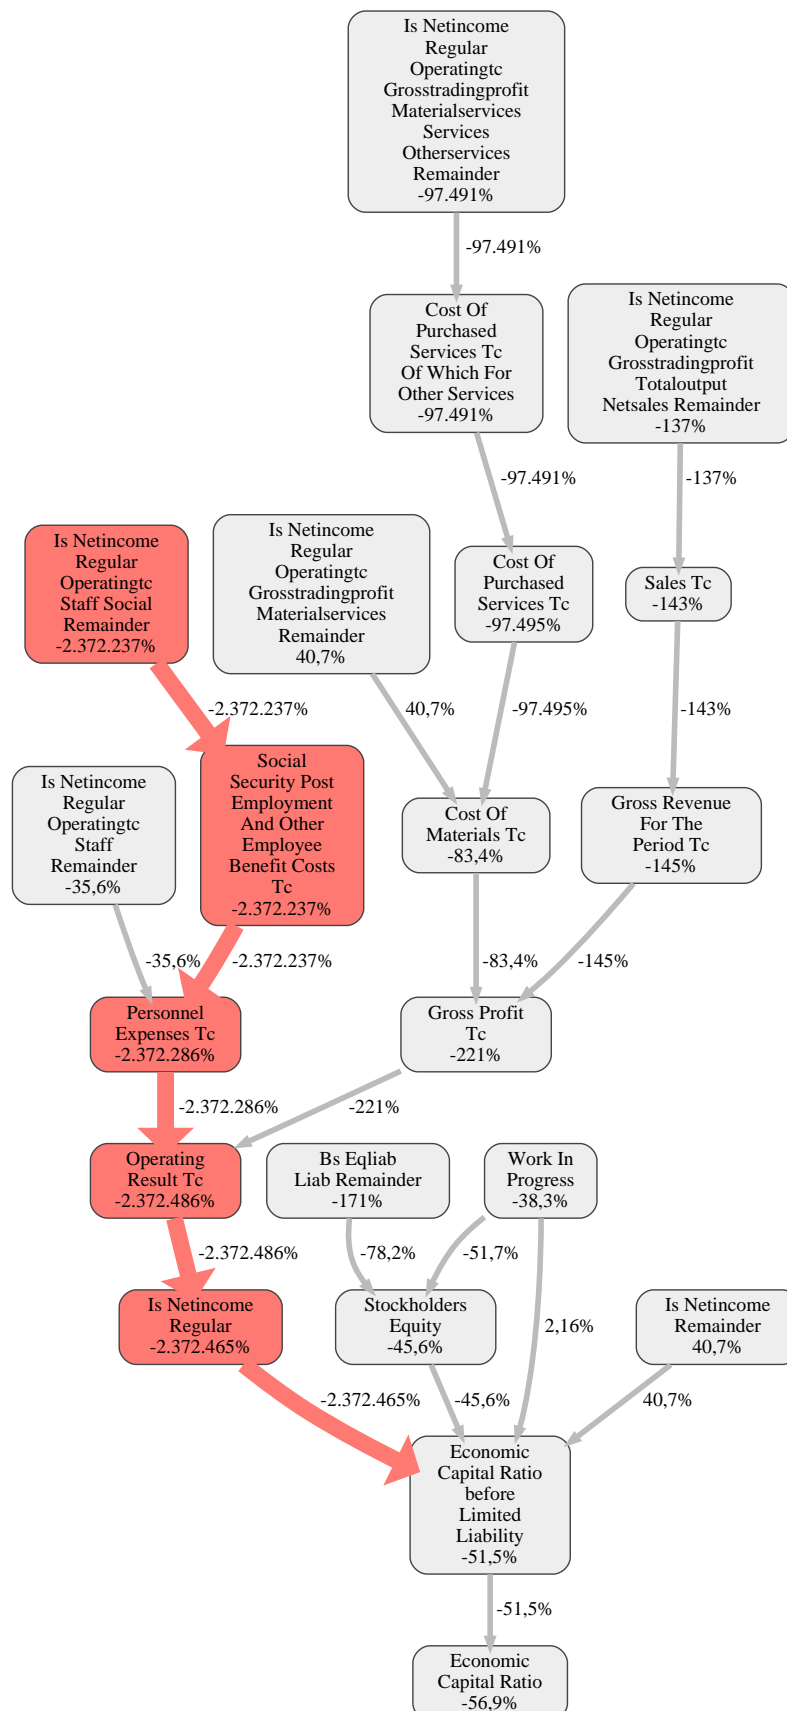 Is Netincome
Regular
Operatingtc
Grosstradingprofit
Materialservices
Services
Otherservices
Remainder
-97.491%
-97.491%
Cost Of
Purchased
Services Tc
Of Which For
Other Services
-97.491%
Is Netincome
Regular
Operatingtc
Grosstradingprofit
Totaloutput
Netsales Remainder
-137%
-97.491%
-137%
Is Netincome
Regular
Operatingtc
Staff Social
Remainder
-2.372.237%
Is Netincome
Regular
Operatingtc
Grosstradingprofit
Materialservices
Remainder
40,7%
Cost Of
Purchased
Services Tc
-97.495%
Sales Tc
-143%
-2.372.237%
40,7%
-97.495%
-143%
Is Netincome
Regular
Operatingtc
Staff
Remainder
-35,6%
Social
Security Post
Employment
And Other
Employee
Benefit Costs
Tc
-2.372.237%
Cost Of
Materials Tc
-83,4%
Gross Revenue
For The
Period Tc
-145%
-35,6%
-2.372.237%
-83,4%
-145%
Personnel
Expenses Tc
-2.372.286%
Gross Profit
Tc
-221%
-2.372.286%
-221%
Operating
Result Tc
-2.372.486%
Bs Eqliab
Liab Remainder
-171%
Work In
Progress
-38,3%
-2.372.486%
-78,2%
-51,7%
Is Netincome
Regular
-2.372.465%
Stockholders
Equity
-45,6%
2,16%
Is Netincome
Remainder
40,7%
-2.372.465%
-45,6%
40,7%
Economic
Capital Ratio
before
Limited
Liability
-51,5%
-51,5%
Economic
Capital Ratio
-56,9%